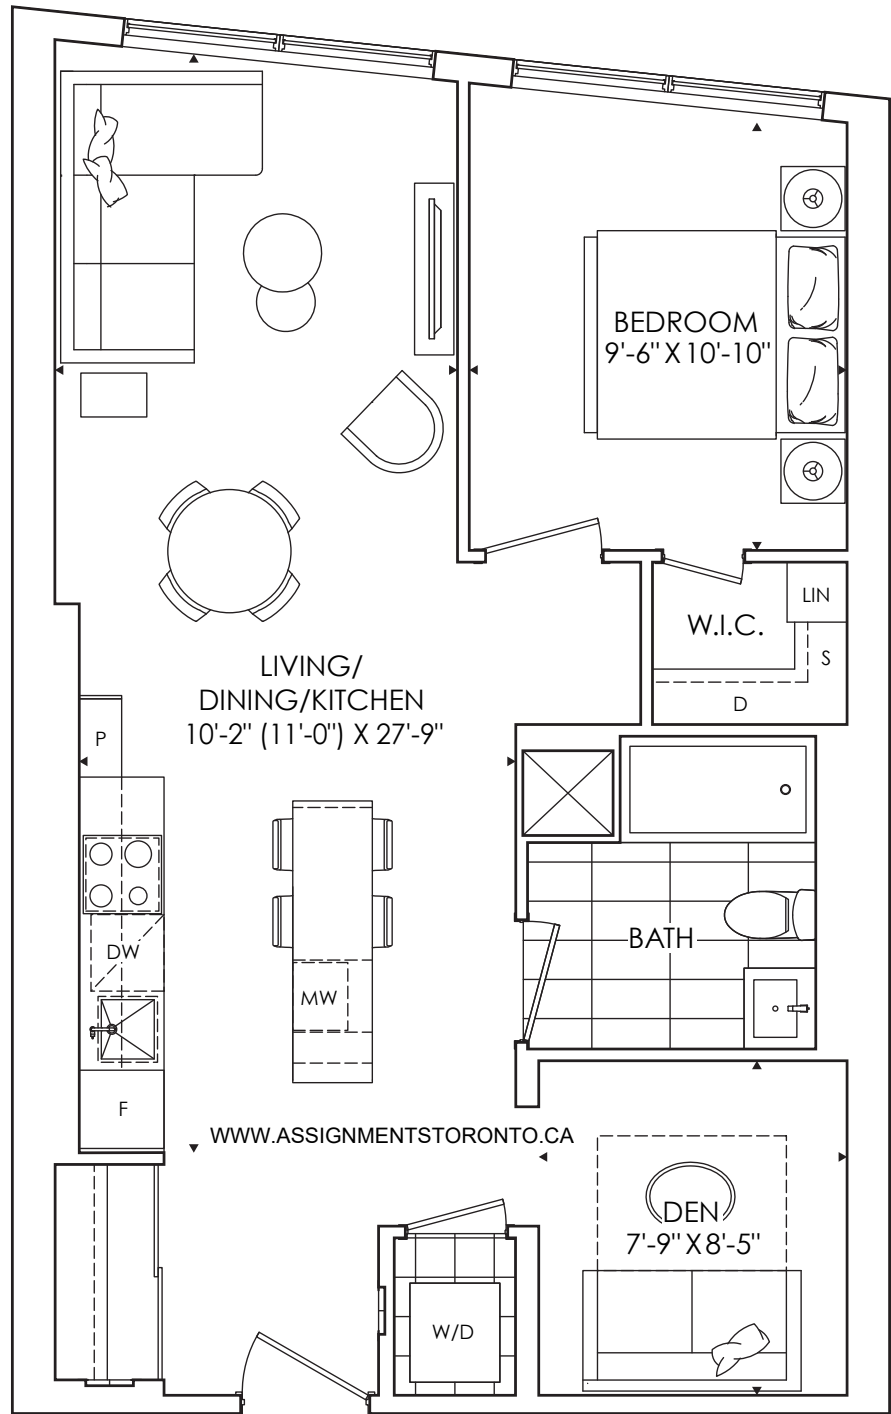 BEDROOM
9'-6" X 10'-10"
LIN
W.I.C.
S
D
LIVING/
DINING/KITCHEN
10'-2" (11'-0") X 27'-9"
P
DW
BATH
MW
F
WWW.ASSIGNMENTSTORONTO.CA
DEN
7'-9" X 8'-5"
W/D